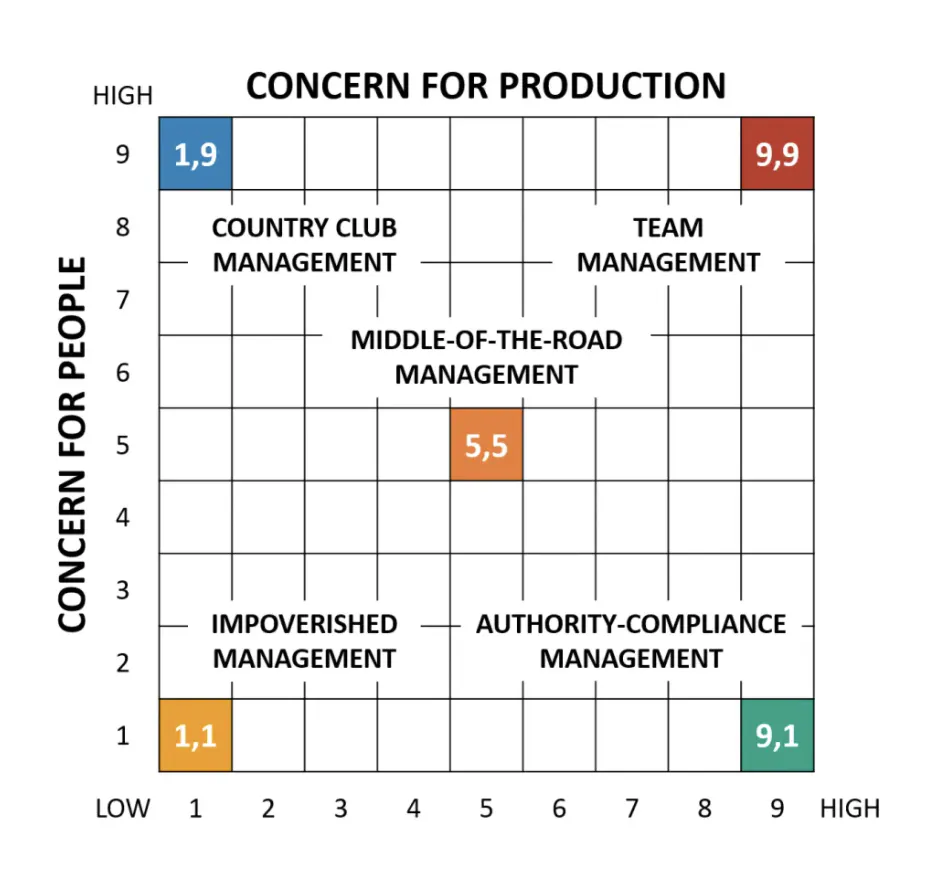 CONCERN FOR PRODUCTION
HIGH
9
1,9
9,9
8
COUNTRY CLUB
MANAGEMENT
TEAM
MANAGEMENT
CONCERN FOR PEOPLE
7
MIDDLE-OF-THE-ROAD
MANAGEMENT
6
5
5,5
4
3
IMPOVERISHED
MANAGEMENT
AUTHORITY-COMPLIANCE
MANAGEMENT
2
1
1,1
9,1
LOW 1 2 3 4 5 6 7 8 9 HIGH